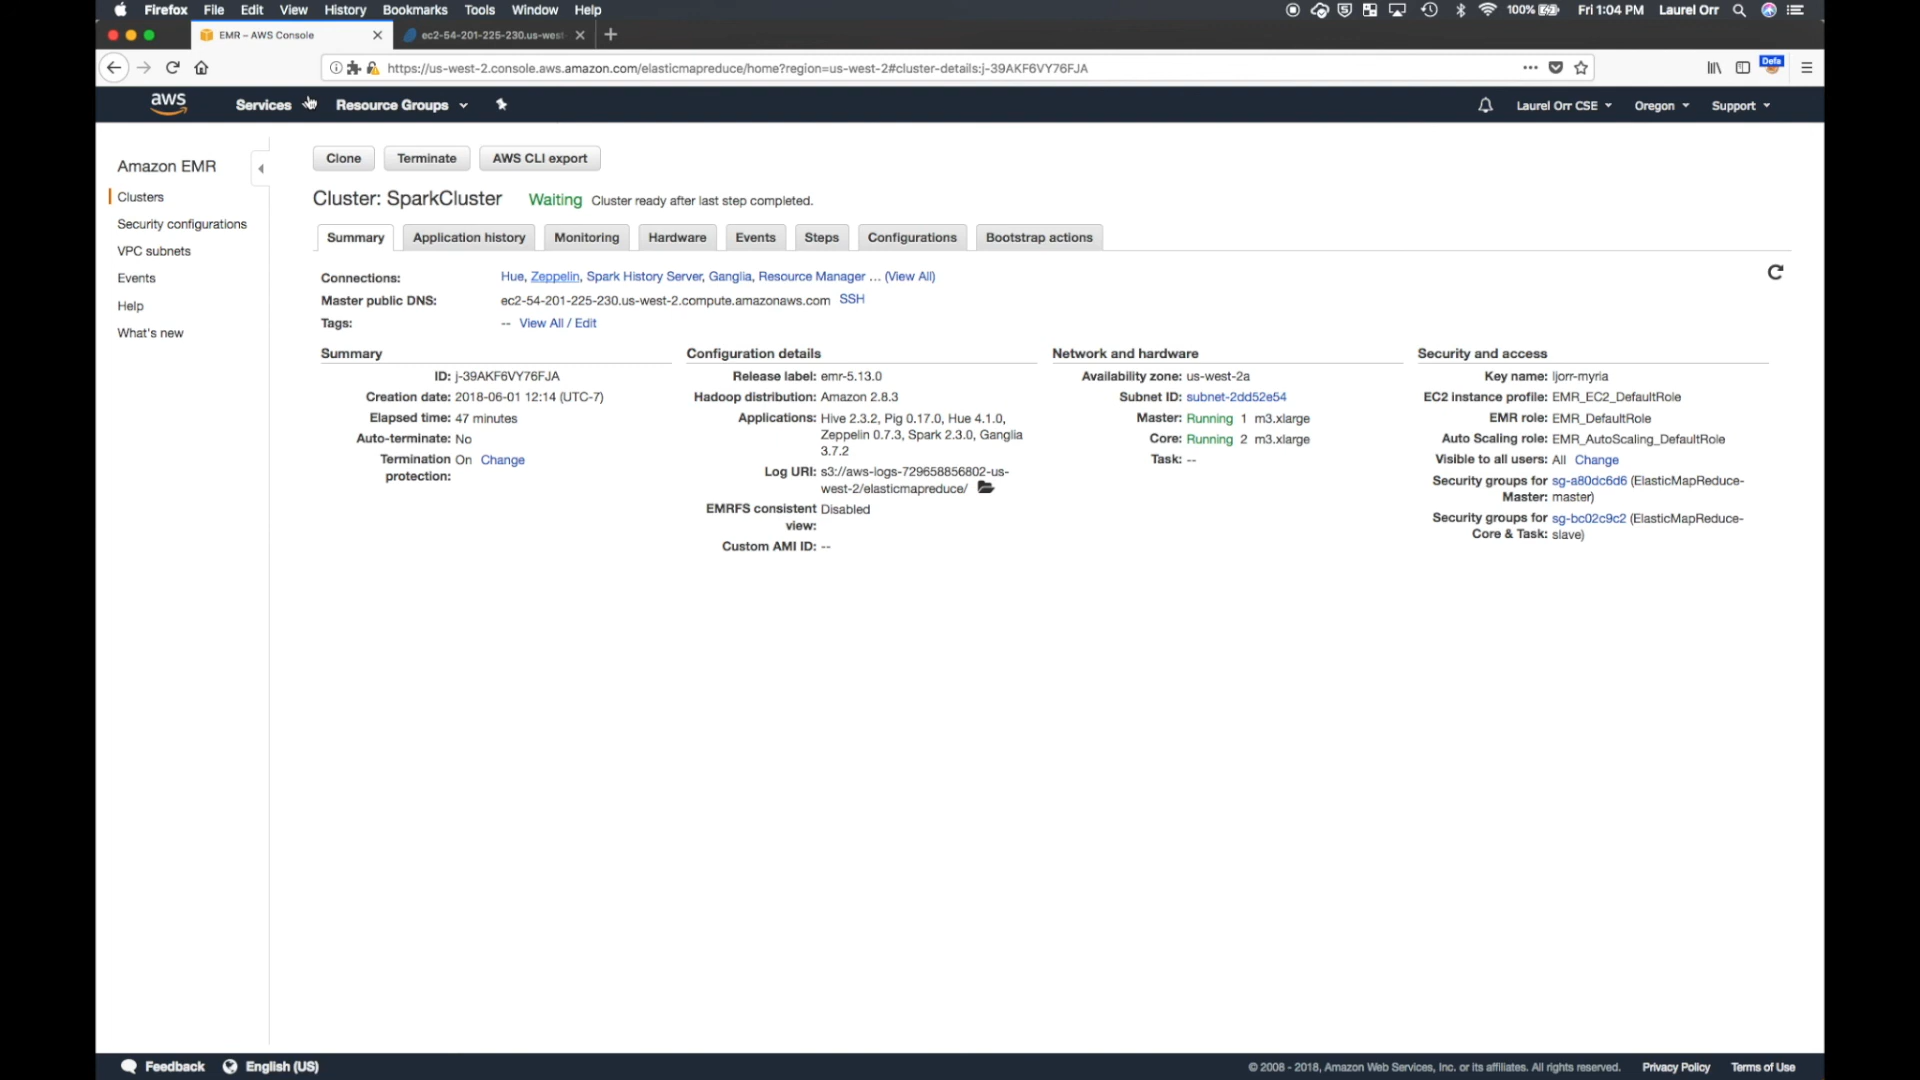 Firefox File Edit View History Bookmarks Tools Window Help 100% Fri 1:04 PM Laurel Orr
EMR – AWS Console ec2-54-201-225-230.us-west
https://us-west-2.console.aws.amazon.com/elasticmapreduce/home?region=us-west-2#cluster-details:j-39AKF6VY76FJA Defa
aws Services Resource Groups Laurel Orr CSE Oregon Support
Amazon EMR
Clusters
Security configurations
VPC subnets
Events
Help
What's new
Clone Terminate AWS CLI export
Cluster: SparkCluster Waiting Cluster ready after last step completed.
Summary Application history Monitoring Hardware Events Steps Configurations Bootstrap actions
Connections: Hue, Zeppelin, Spark History Server, Ganglia, Resource Manager ... (View All)
Master public DNS: ec2-54-201-225-230.us-west-2.compute.amazonaws.com SSH
Tags: -- View All / Edit
Summary
ID: j-39AKF6VY76FJA
Creation date: 2018-06-01 12:14 (UTC-7)
Elapsed time: 47 minutes
Auto-terminate: No
Termination On Change
protection:
Configuration details
Release label: emr-5.13.0
Hadoop distribution: Amazon 2.8.3
Applications: Hive 2.3.2, Pig 0.17.0, Hue 4.1.0,
Zeppelin 0.7.3, Spark 2.3.0, Ganglia
3.7.2
Log URI: s3://aws-logs-729658856802-us-
west-2/elasticmapreduce/
EMRFS consistent Disabled
view:
Custom AMI ID: --
Network and hardware
Availability zone: us-west-2a
Subnet ID: subnet-2dd52e54
Master: Running 1 m3.xlarge
Core: Running 2 m3.xlarge
Task: --
Security and access
Key name: ljorr-myria
EC2 instance profile: EMR_EC2_DefaultRole
EMR role: EMR_DefaultRole
Auto Scaling role: EMR_AutoScaling_DefaultRole
Visible to all users: All Change
Security groups for sg-a80dc6d6 (ElasticMapReduce-
Master: master)
Security groups for sg-bc02c9c2 (ElasticMapReduce-
Core & Task: slave)
Feedback English (US) © 2008 - 2018, Amazon Web Services, Inc. or its affiliates. All rights reserved. Privacy Policy Terms of Use